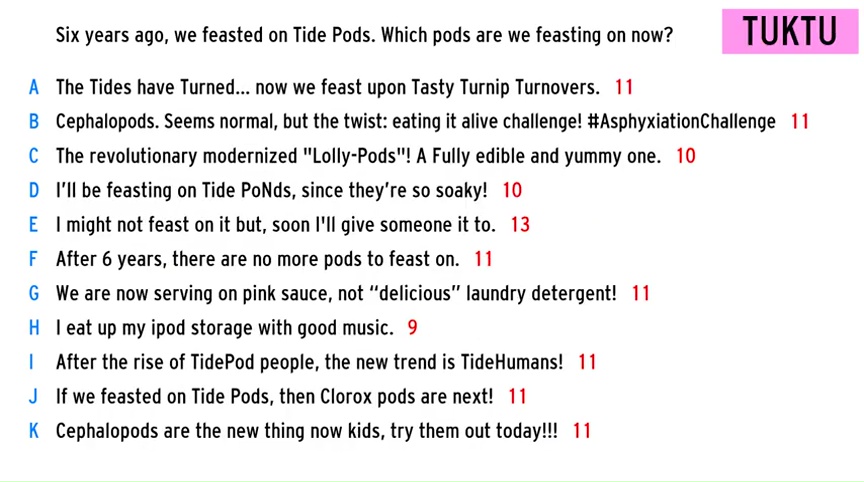 Six years ago, we feasted on Tide Pods. Which pods are we feasting on now?
TUKTU
A The Tides have Turned... now we feast upon Tasty Turnip Turnovers. 11
B Cephalopods. Seems normal, but the twist: eating it alive challenge! #AsphyxiationChallenge 11
C The revolutionary modernized "Lolly-Pods"! A Fully edible and yummy one. 10
D I'll be feasting on Tide PoNds, since they're so soaky! 10
E I might not feast on it but, soon I'll give someone it to. 13
F After 6 years, there are no more pods to feast on. 11
G We are now serving on pink sauce, not “delicious” laundry detergent! 11
H I eat up my ipod storage with good music. 9
I After the rise of TidePod people, the new trend is TideHumans! 11
J If we feasted on Tide Pods, then Clorox pods are next! 11
K Cephalopods are the new thing now kids, try them out today!!! 11